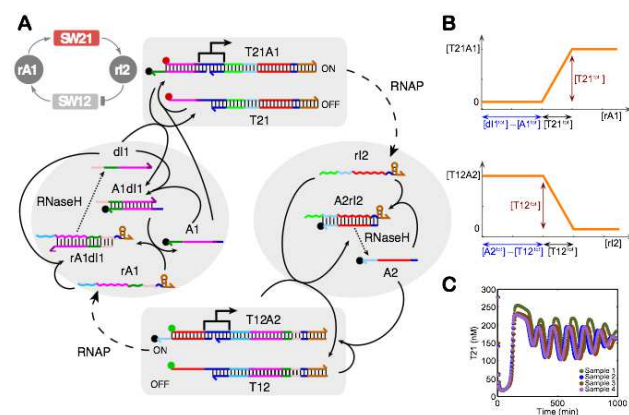 A
SW21
rA1
rI2
SW12
T21A1
ON
OFF
T21
RNAP
dI1
A1dI1
RNaseH
A1
rA1dI1
rA1
rI2
A2rI2
RNaseH
A2
RNAP
T12A2
ON
OFF
T12
B
[T21A1]
[T21tot]
0
[rA1]
[dI1tot]−[A1tot]
[T21tot]
[T12A2]
[T12tot]
0
[rI2]
[A2tot]−[T12tot]
[T12tot]
C
T21 (nM)
300
250
200
150
100
50
0
0
500
1000
Time (min)
Sample 1
Sample 2
Sample 3
Sample 4